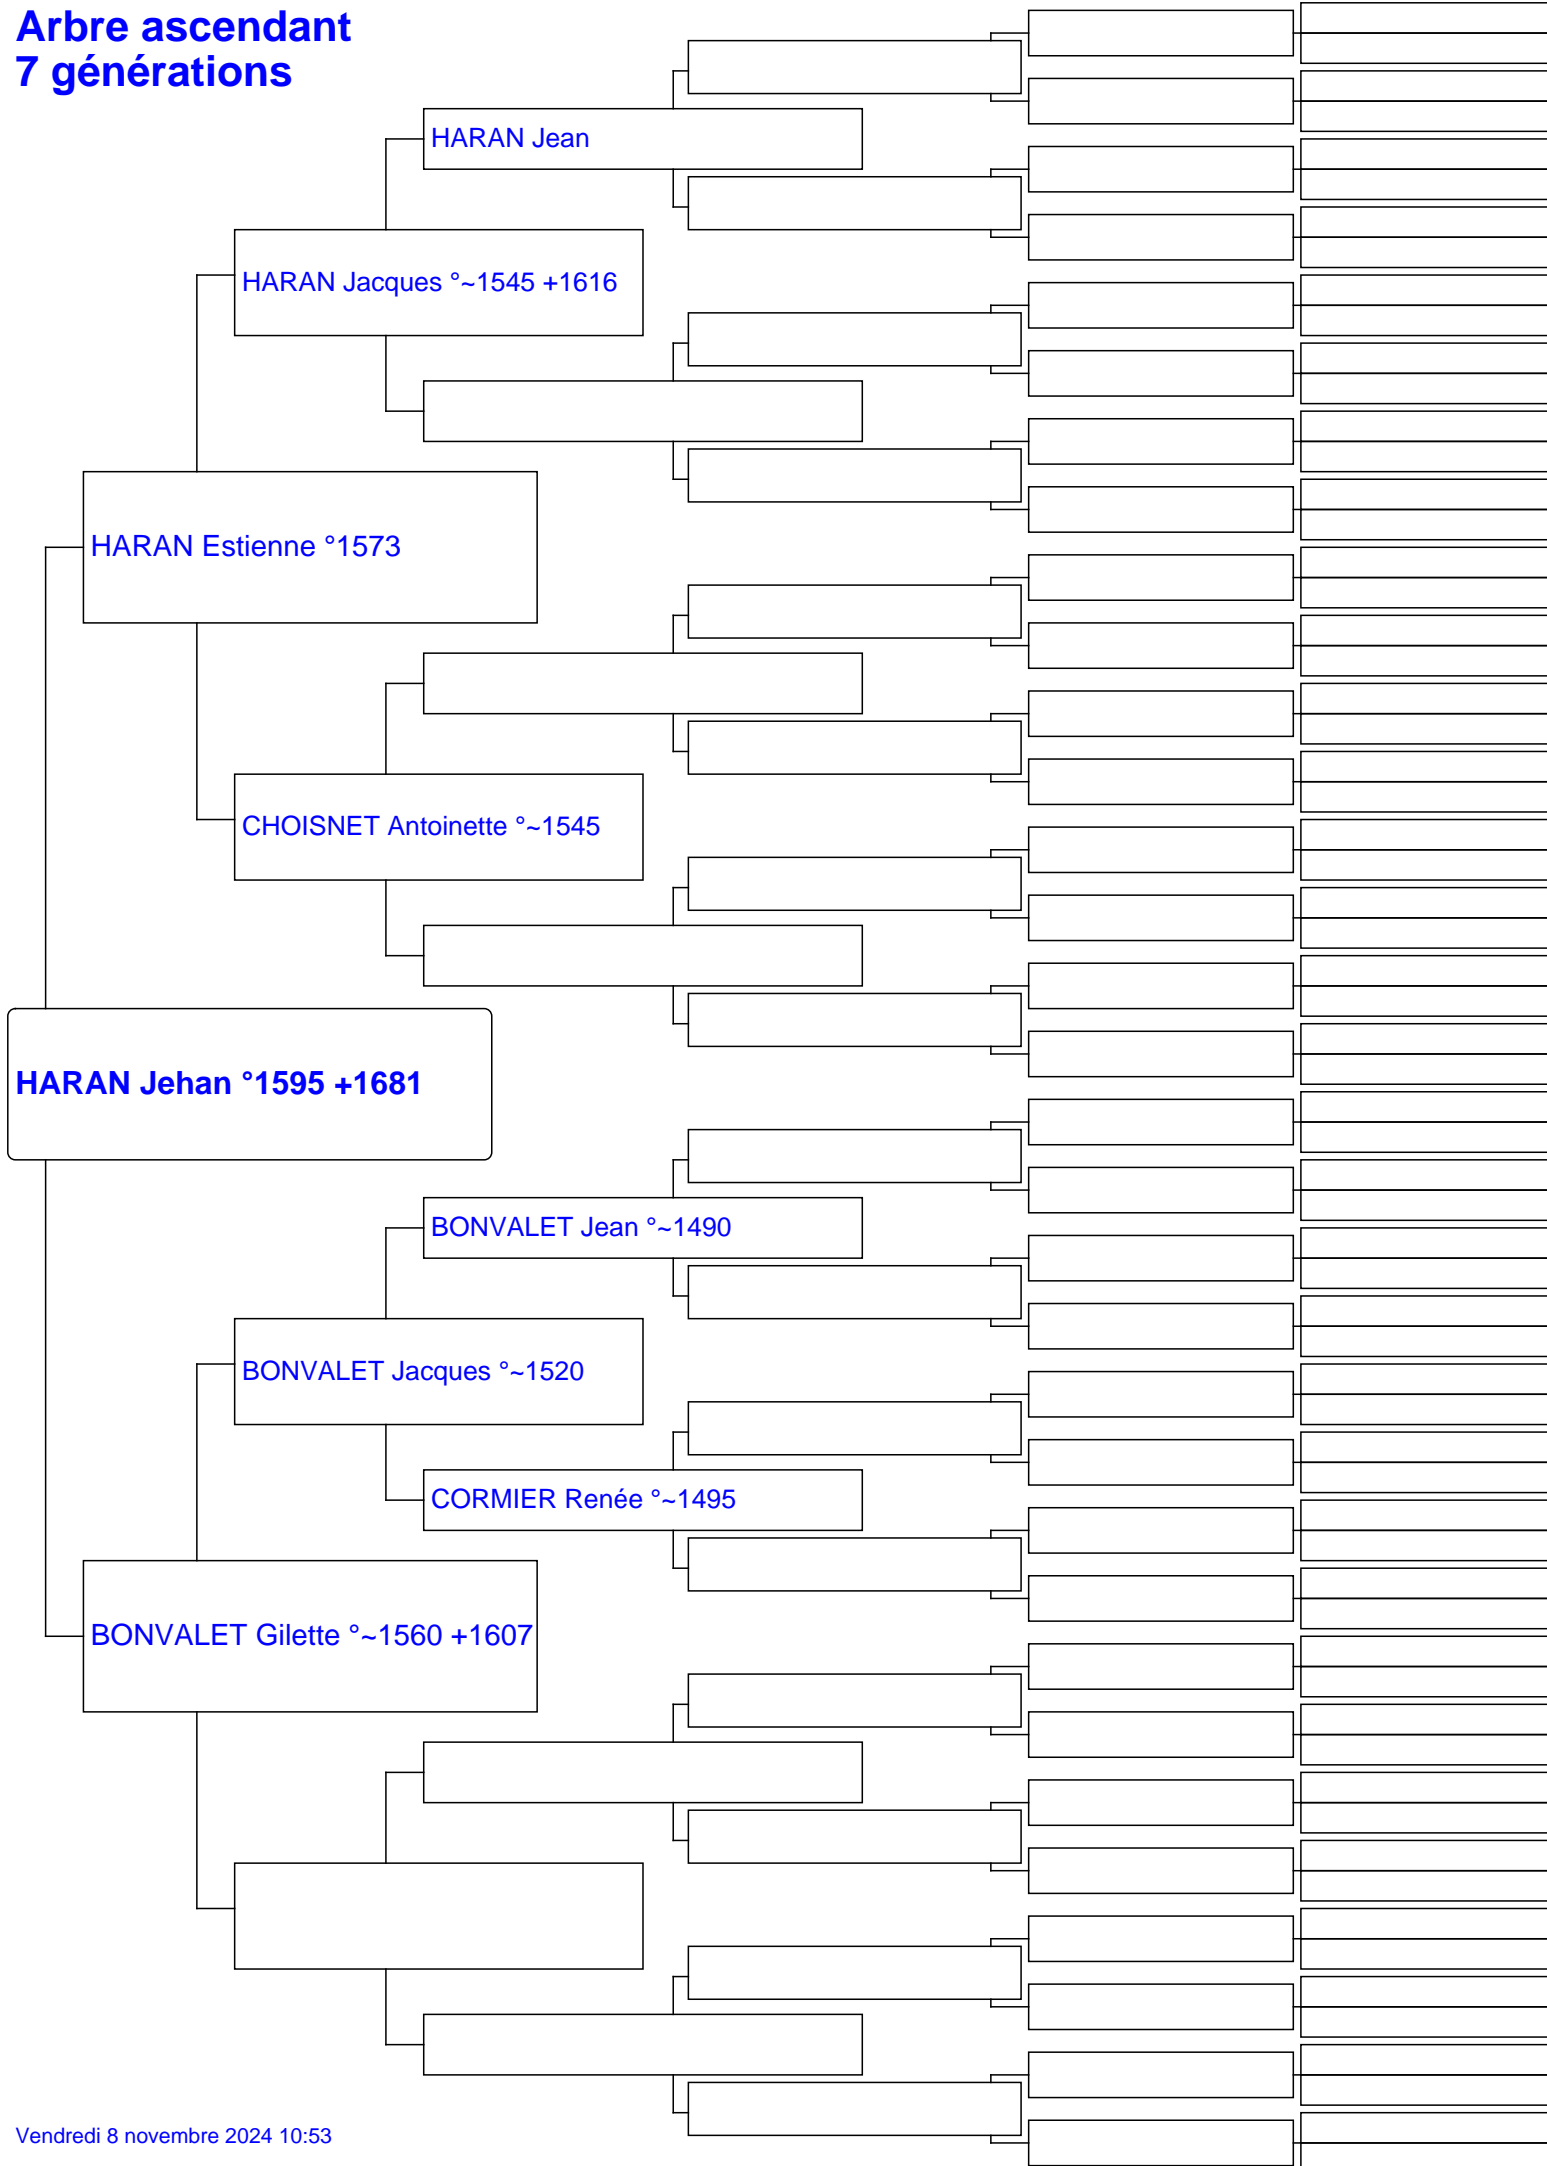 Arbre ascendant
7 générations
HARAN Jean
HARAN Jacques °~1545 +1616
HARAN Estienne °1573
CHOISNET Antoinette °~1545
HARAN Jehan °1595 +1681
BONVALET Jean °~1490
BONVALET Jacques °~1520
CORMIER Renée °~1495
BONVALET Gilette °~1560 +1607
Vendredi 8 novembre 2024 10:53